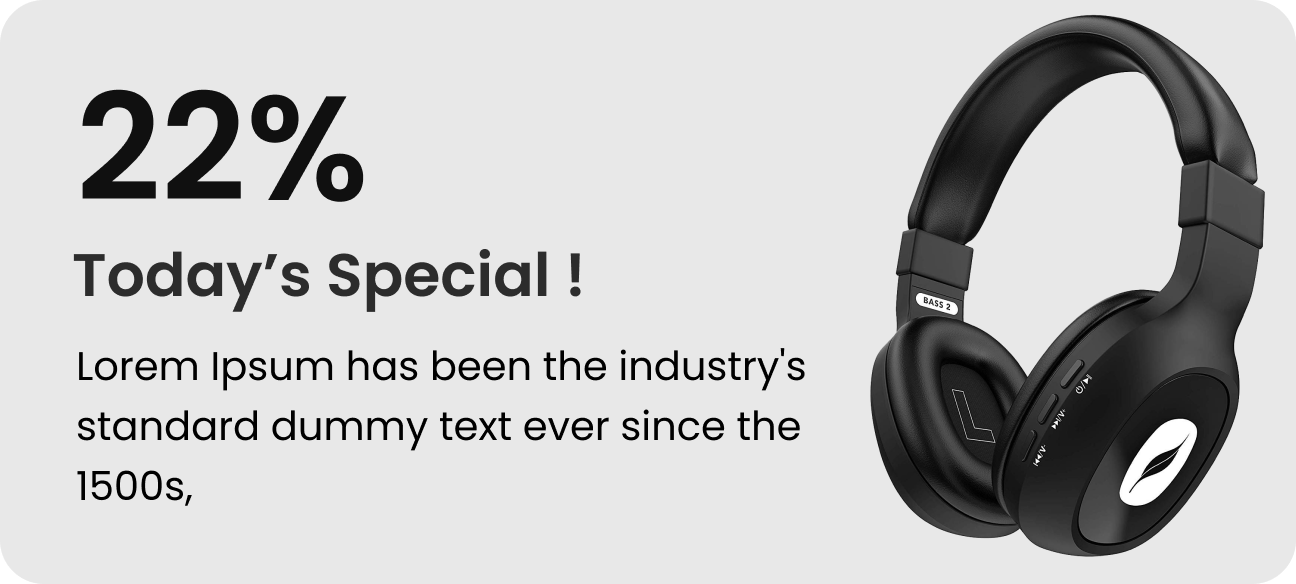 22%
Today’s Special !
Lorem Ipsum has been the industry's
standard dummy text ever since the
1500s,
BASS 2
L